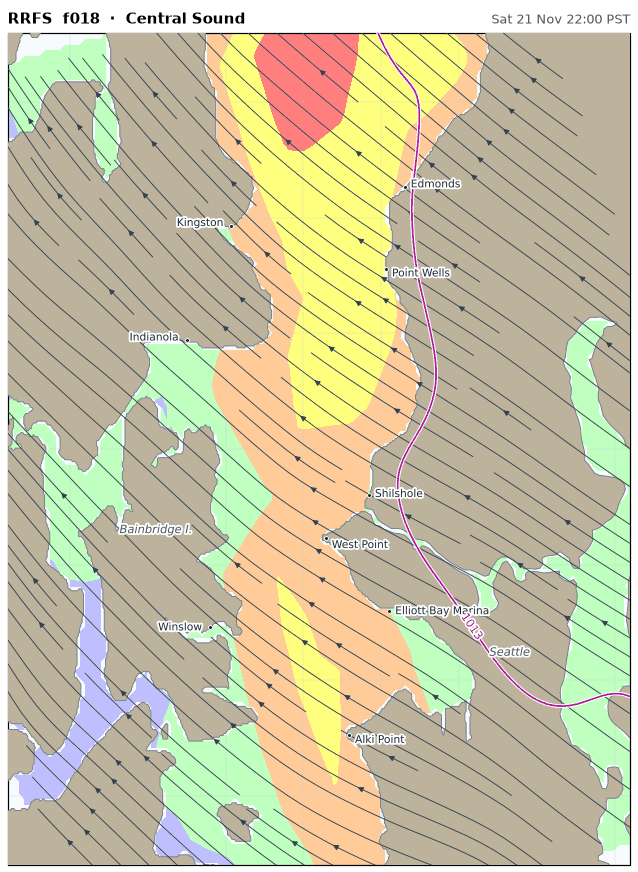 RRFS f018 · Central Sound
Sat 21 Nov 22:00 PST
Edmonds
Kingston
Point Wells
Indianola
Shilshole
Bainbridge I.
West Point
Elliott Bay Marina
1013
Winslow
Seattle
Alki Point